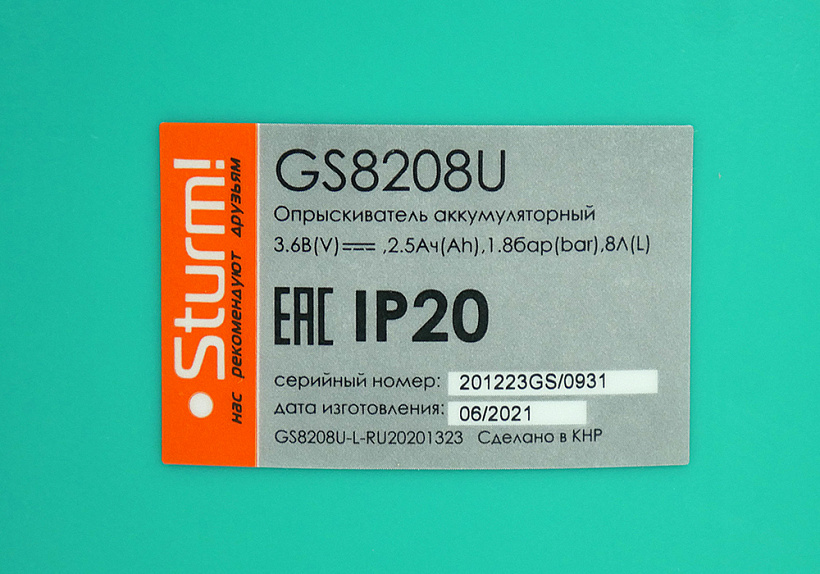 Sturm!
нас рекомендуют друзьям
GS8208U
Опрыскиватель аккумуляторный
3.6В(V)⎓ ,2.5Ач(Ah),1.8бар(bar),8Л(L)
EAC IP20
серийный номер: 201223GS/0931
дата изготовления: 06/2021
GS8208U-L-RU20201323 Сделано в КНР